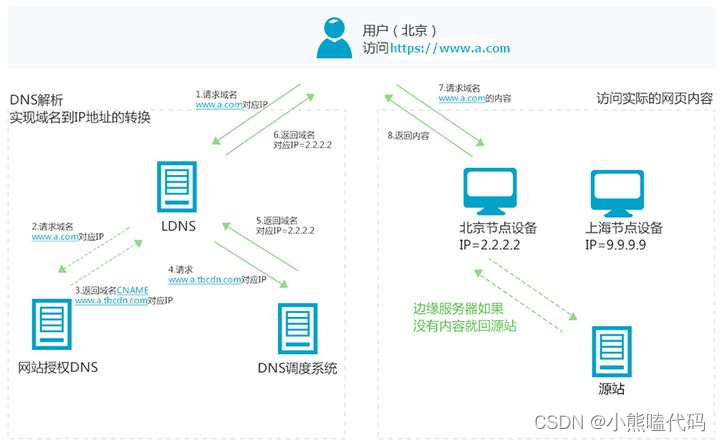 用户（北京）
访问https://www.a.com
DNS解析
实现域名到IP地址的转换
1.请求域名
www.a.com对应IP
6.返回域名
对应IP=2.2.2.2
LDNS
2.请求域名
www.a.com对应IP
5.返回域名
对应IP=2.2.2.2
3.返回域名CNAME
www.a.tbcdn.com对应IP
4.请求
www.a.tbcdn.com对应IP
网站授权DNS
DNS调度系统
访问实际的网页内容
7.请求域名
www.a.com的内容
8.返回内容
北京节点设备
IP=2.2.2.2
上海节点设备
IP=9.9.9.9
边缘服务器如果
没有内容就回源站
源站
CSDN @小熊嗑代码